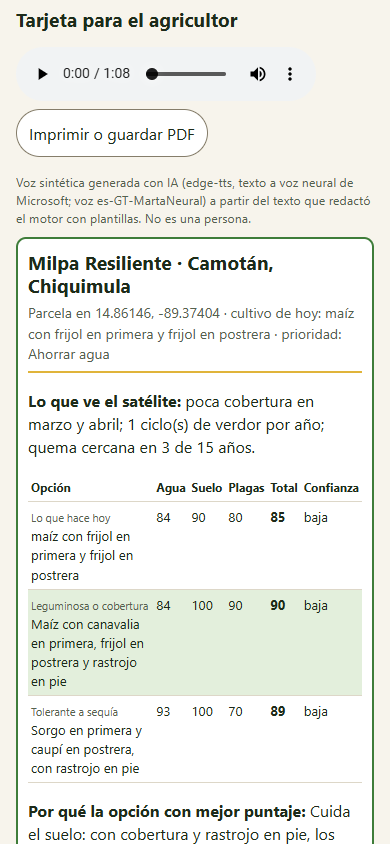 Tarjeta para el agricultor
0:00 / 1:08
Imprimir o guardar PDF
Voz sintética generada con IA (edge-tts, texto a voz neural de
Microsoft; voz es-GT-MartaNeural) a partir del texto que redactó
el motor con plantillas. No es una persona.
Milpa Resiliente · Camotán,
Chiquimula
Parcela en 14.86146, -89.37404 · cultivo de hoy: maíz
con frijol en primera y frijol en postrera · prioridad:
Ahorrar agua
Lo que ve el satélite: poca cobertura en
marzo y abril; 1 ciclo(s) de verdor por año;
quema cercana en 3 de 15 años.
Opción Agua Suelo Plagas Total Confianza
Lo que hace hoy 84 90 80 85 baja
maíz con frijol en
primera y frijol en
postrera
Leguminosa o cobertura 84 100 90 90 baja
Maíz con canavalia
en primera, frijol en
postrera y rastrojo
en pie
Tolerante a sequía 93 100 70 89 baja
Sorgo en primera y
caupí en postrera,
con rastrojo en pie
Por qué la opción con mejor puntaje: Cuida
el suelo: con cobertura y rastrojo en pie, los